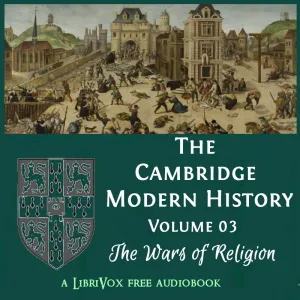 The
Cambridge
Modern History
Volume 03
The Wars of Religion
a LibriVox free audiobook